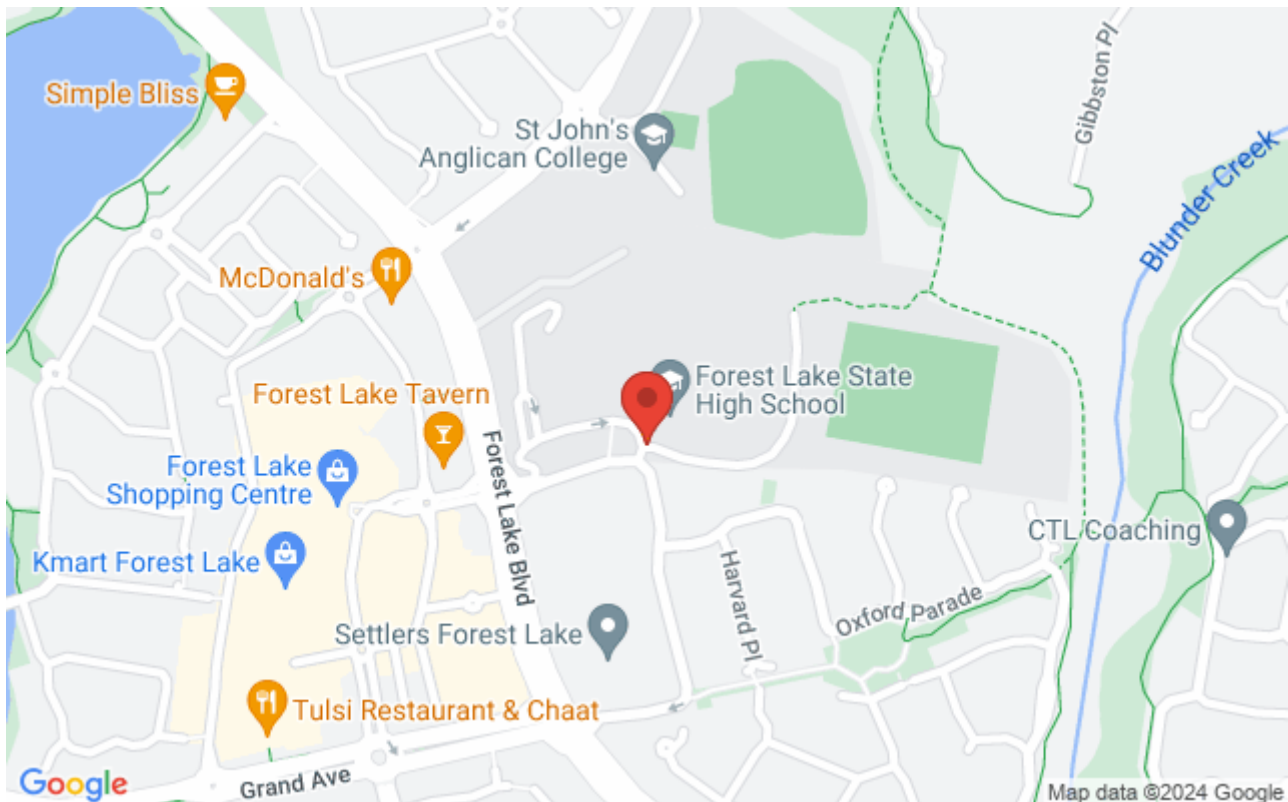 Simple Bliss
St John's
Anglican College
Gibbston Pl
Blunder Creek
McDonald's
Forest Lake State
High School
Forest Lake Tavern
Forest Lake Blvd
Forest Lake
Shopping Centre
Kmart Forest Lake
CTL Coaching
Harvard Pl
Oxford Parade
Settlers Forest Lake
Tulsi Restaurant & Chaat
Grand Ave
Google
Map data ©2024 Google